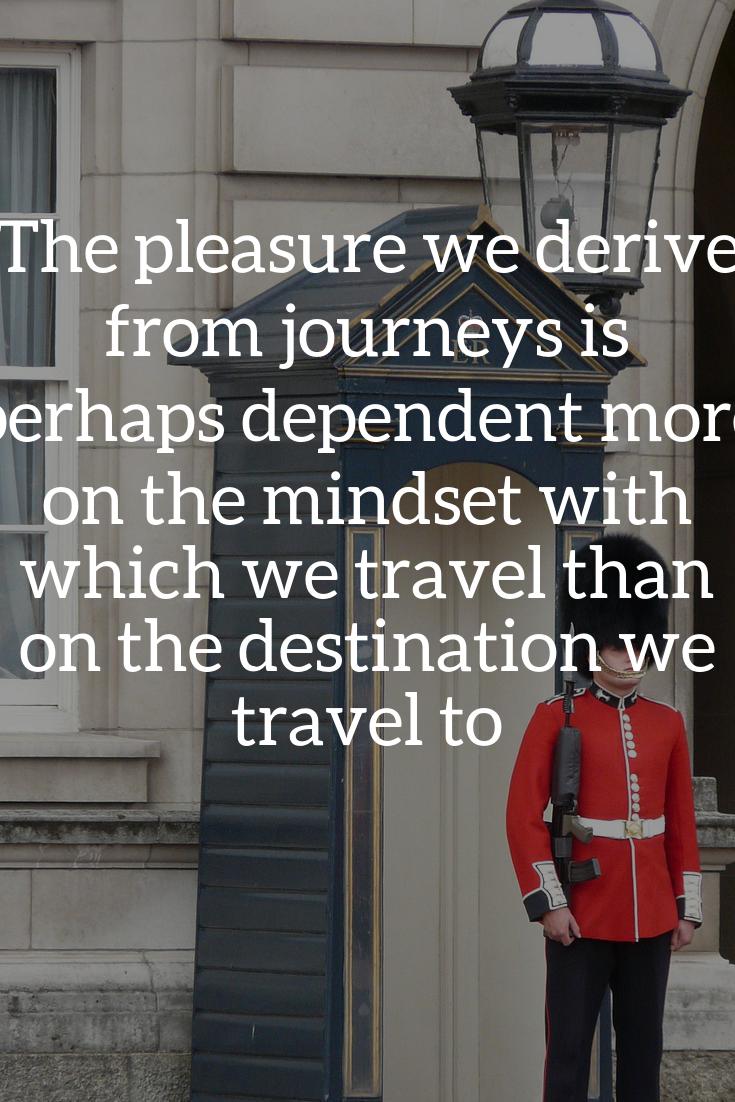 The pleasure we derive
from journeys is
ER
perhaps dependent more
on the mindset with
which we travel than
on the destination we
travel to